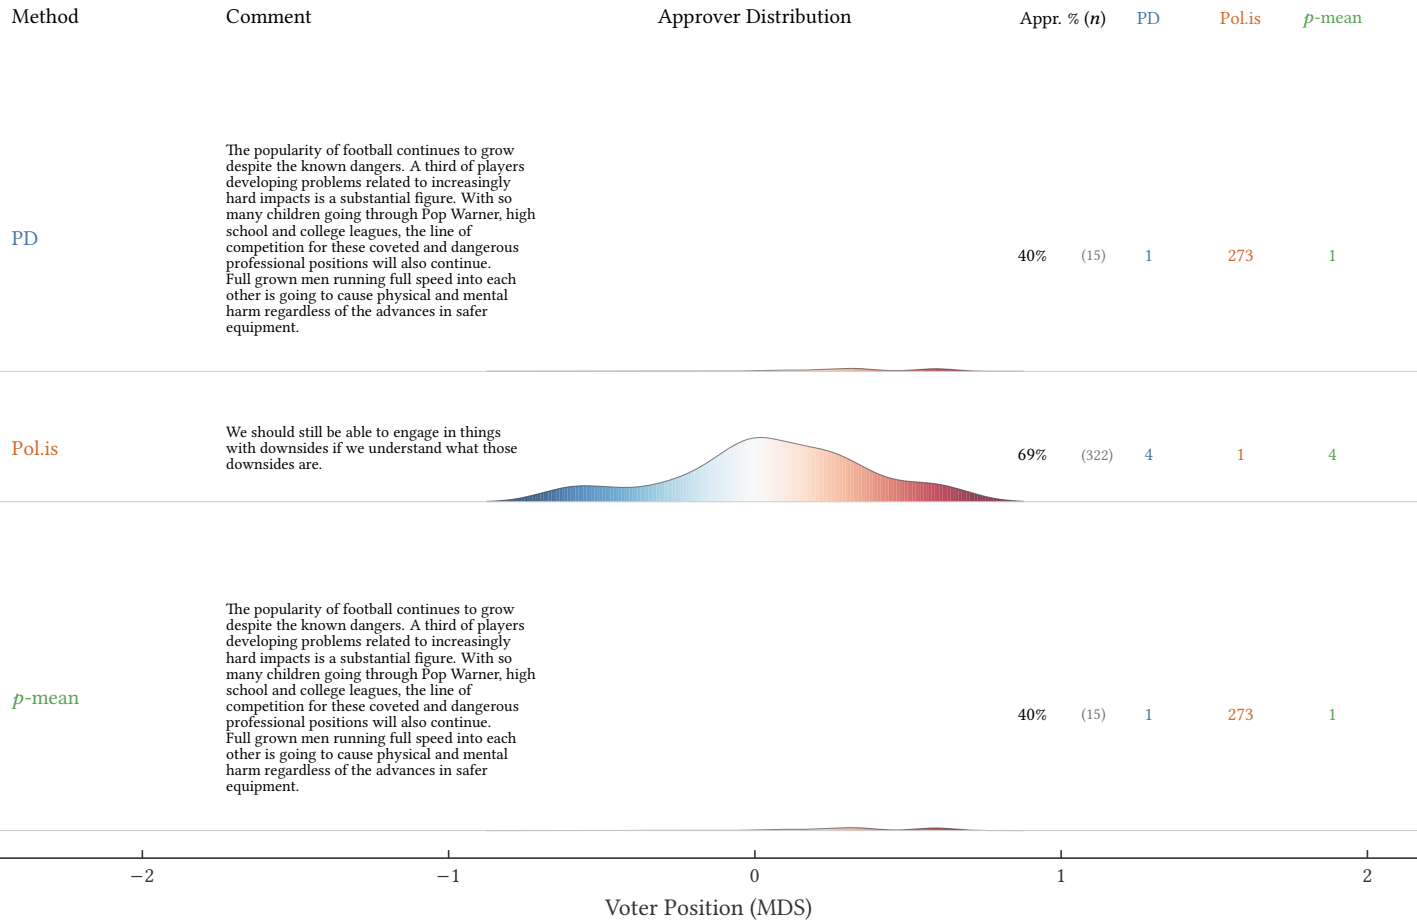 Method Comment Approver Distribution Appr. % (n) PD Pol.is p-mean
The popularity of football continues to grow
despite the known dangers. A third of players
developing problems related to increasingly
hard impacts is a substantial figure. With so
many children going through Pop Warner, high
school and college leagues, the line of
PD
competition for these coveted and dangerous
professional positions will also continue.
40% (15) 1 273 1
Full grown men running full speed into each
other is going to cause physical and mental
harm regardless of the advances in safer
equipment.
We should still be able to engage in things
Pol.is
with downsides if we understand what those
downsides are.
69% (322) 4 1 4
The popularity of football continues to grow
despite the known dangers. A third of players
developing problems related to increasingly
hard impacts is a substantial figure. With so
many children going through Pop Warner, high
school and college leagues, the line of
p-mean
competition for these coveted and dangerous
professional positions will also continue.
40% (15) 1 273 1
Full grown men running full speed into each
other is going to cause physical and mental
harm regardless of the advances in safer
equipment.
−2 −1 0 1 2
Voter Position (MDS)